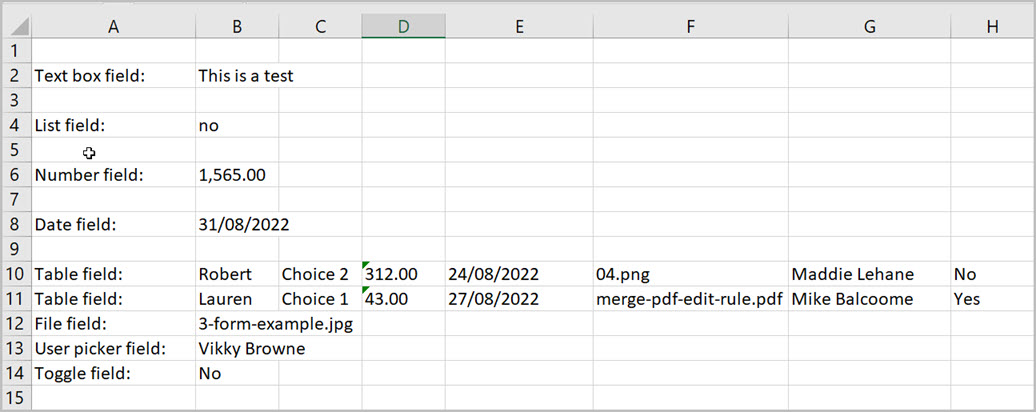 A B C D E F G H
1
2 Text box field: This is a test
3
4 List field: no
5
6 Number field: 1,565.00
7
8 Date field: 31/08/2022
9
10 Table field: Robert Choice 2 312.00 24/08/2022 04.png Maddie Lehane No
11 Table field: Lauren Choice 1 43.00 27/08/2022 merge-pdf-edit-rule.pdf Mike Balcoome Yes
12 File field: 3-form-example.jpg
13 User picker field: Vikky Browne
14 Toggle field: No
15